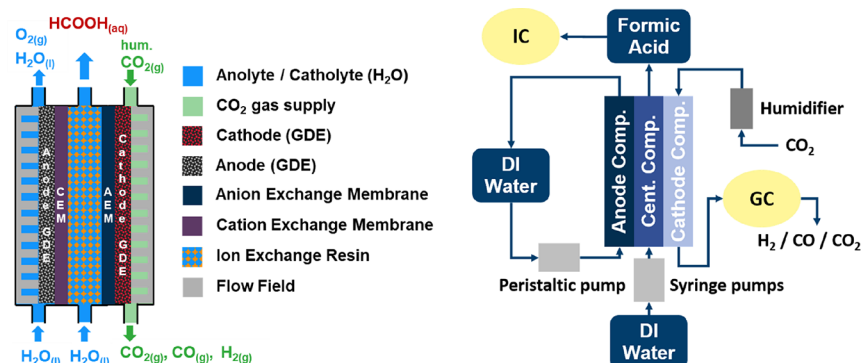 HCOOH(aq)
O₂(g)
H₂O(l)
hum.
CO₂(g)
Anode GDE
CEM
AEM
Cathode GDE
H₂O(l)
H₂O(l)
CO₂(g), CO(g), H₂(g)
Anolyte / Catholyte (H₂O)
CO₂ gas supply
Cathode (GDE)
Anode (GDE)
Anion Exchange Membrane
Cation Exchange Membrane
Ion Exchange Resin
Flow Field
IC
Formic
Acid
Humidifier
CO₂
DI
Water
Anode Comp.
Cent. Comp.
Cathode Comp.
GC
H₂ / CO / CO₂
Peristaltic pump
Syringe pumps
DI
Water